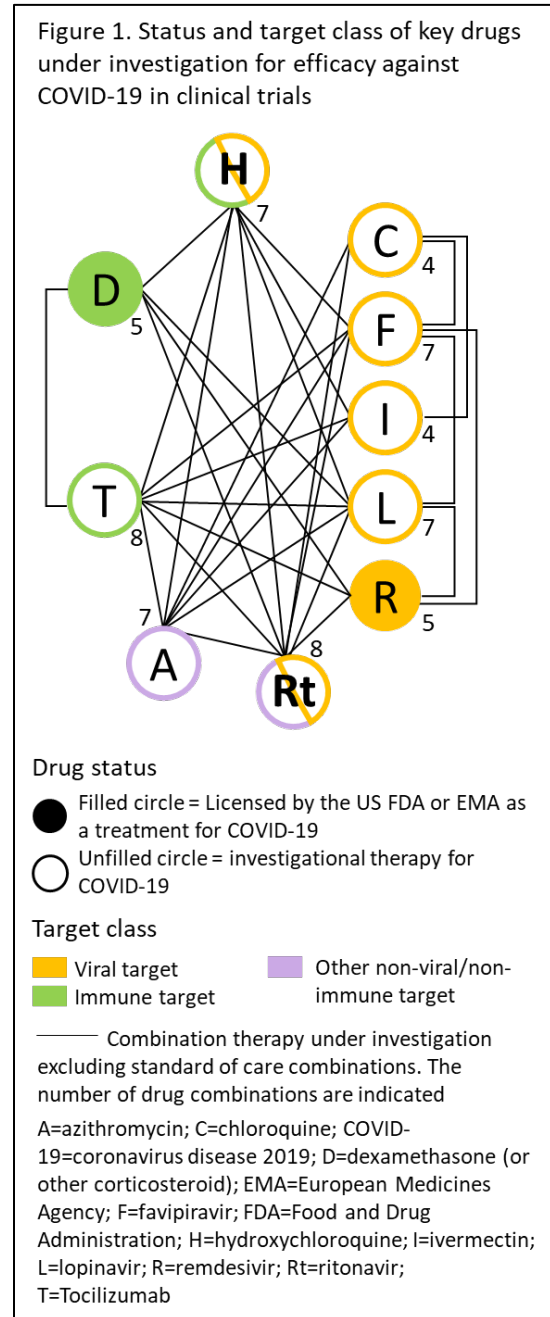 Figure 1. Status and target class of key drugs
under investigation for efficacy against
COVID-19 in clinical trials
H
7
C
4
D
5
F
7
I
4
T
8
L
7
R
5
7
A
8
Rt
Drug status
Filled circle = Licensed by the US FDA or EMA as
a treatment for COVID-19
Unfilled circle = investigational therapy for
COVID-19
Target class
Viral target
Immune target
Other non-viral/non-
immune target
Combination therapy under investigation
excluding standard of care combinations. The
number of drug combinations are indicated
A=azithromycin; C=chloroquine; COVID-
19=coronavirus disease 2019; D=dexamethasone (or
other corticosteroid); EMA=European Medicines
Agency; F=favipiravir; FDA=Food and Drug
Administration; H=hydroxychloroquine; I=ivermectin;
L=lopinavir; R=remdesivir; Rt=ritonavir;
T=Tocilizumab